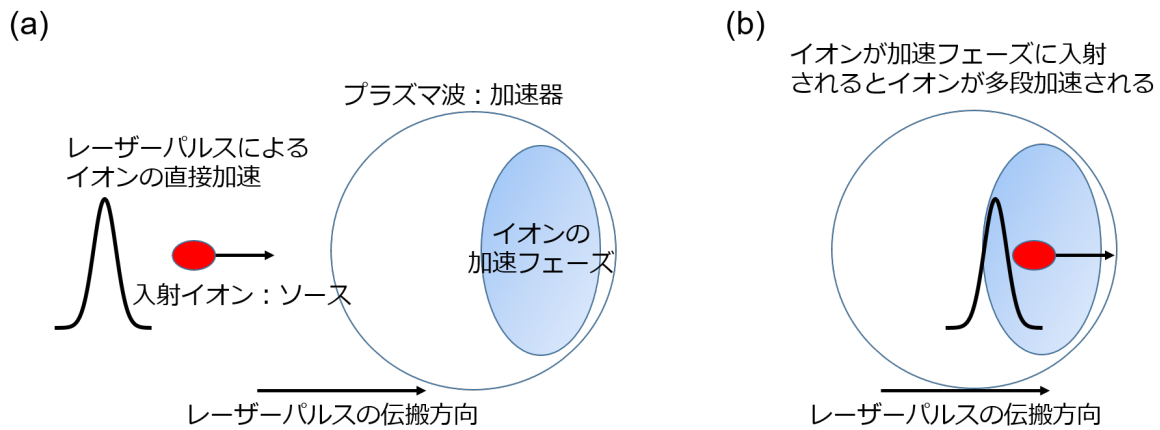 (a)
プラズマ波：加速器
レーザーパルスによる
イオンの直接加速
イオンの
加速フェーズ
入射イオン：ソース
レーザーパルスの伝搬方向
(b)
イオンが加速フェーズに入射
されるとイオンが多段加速される
レーザーパルスの伝搬方向